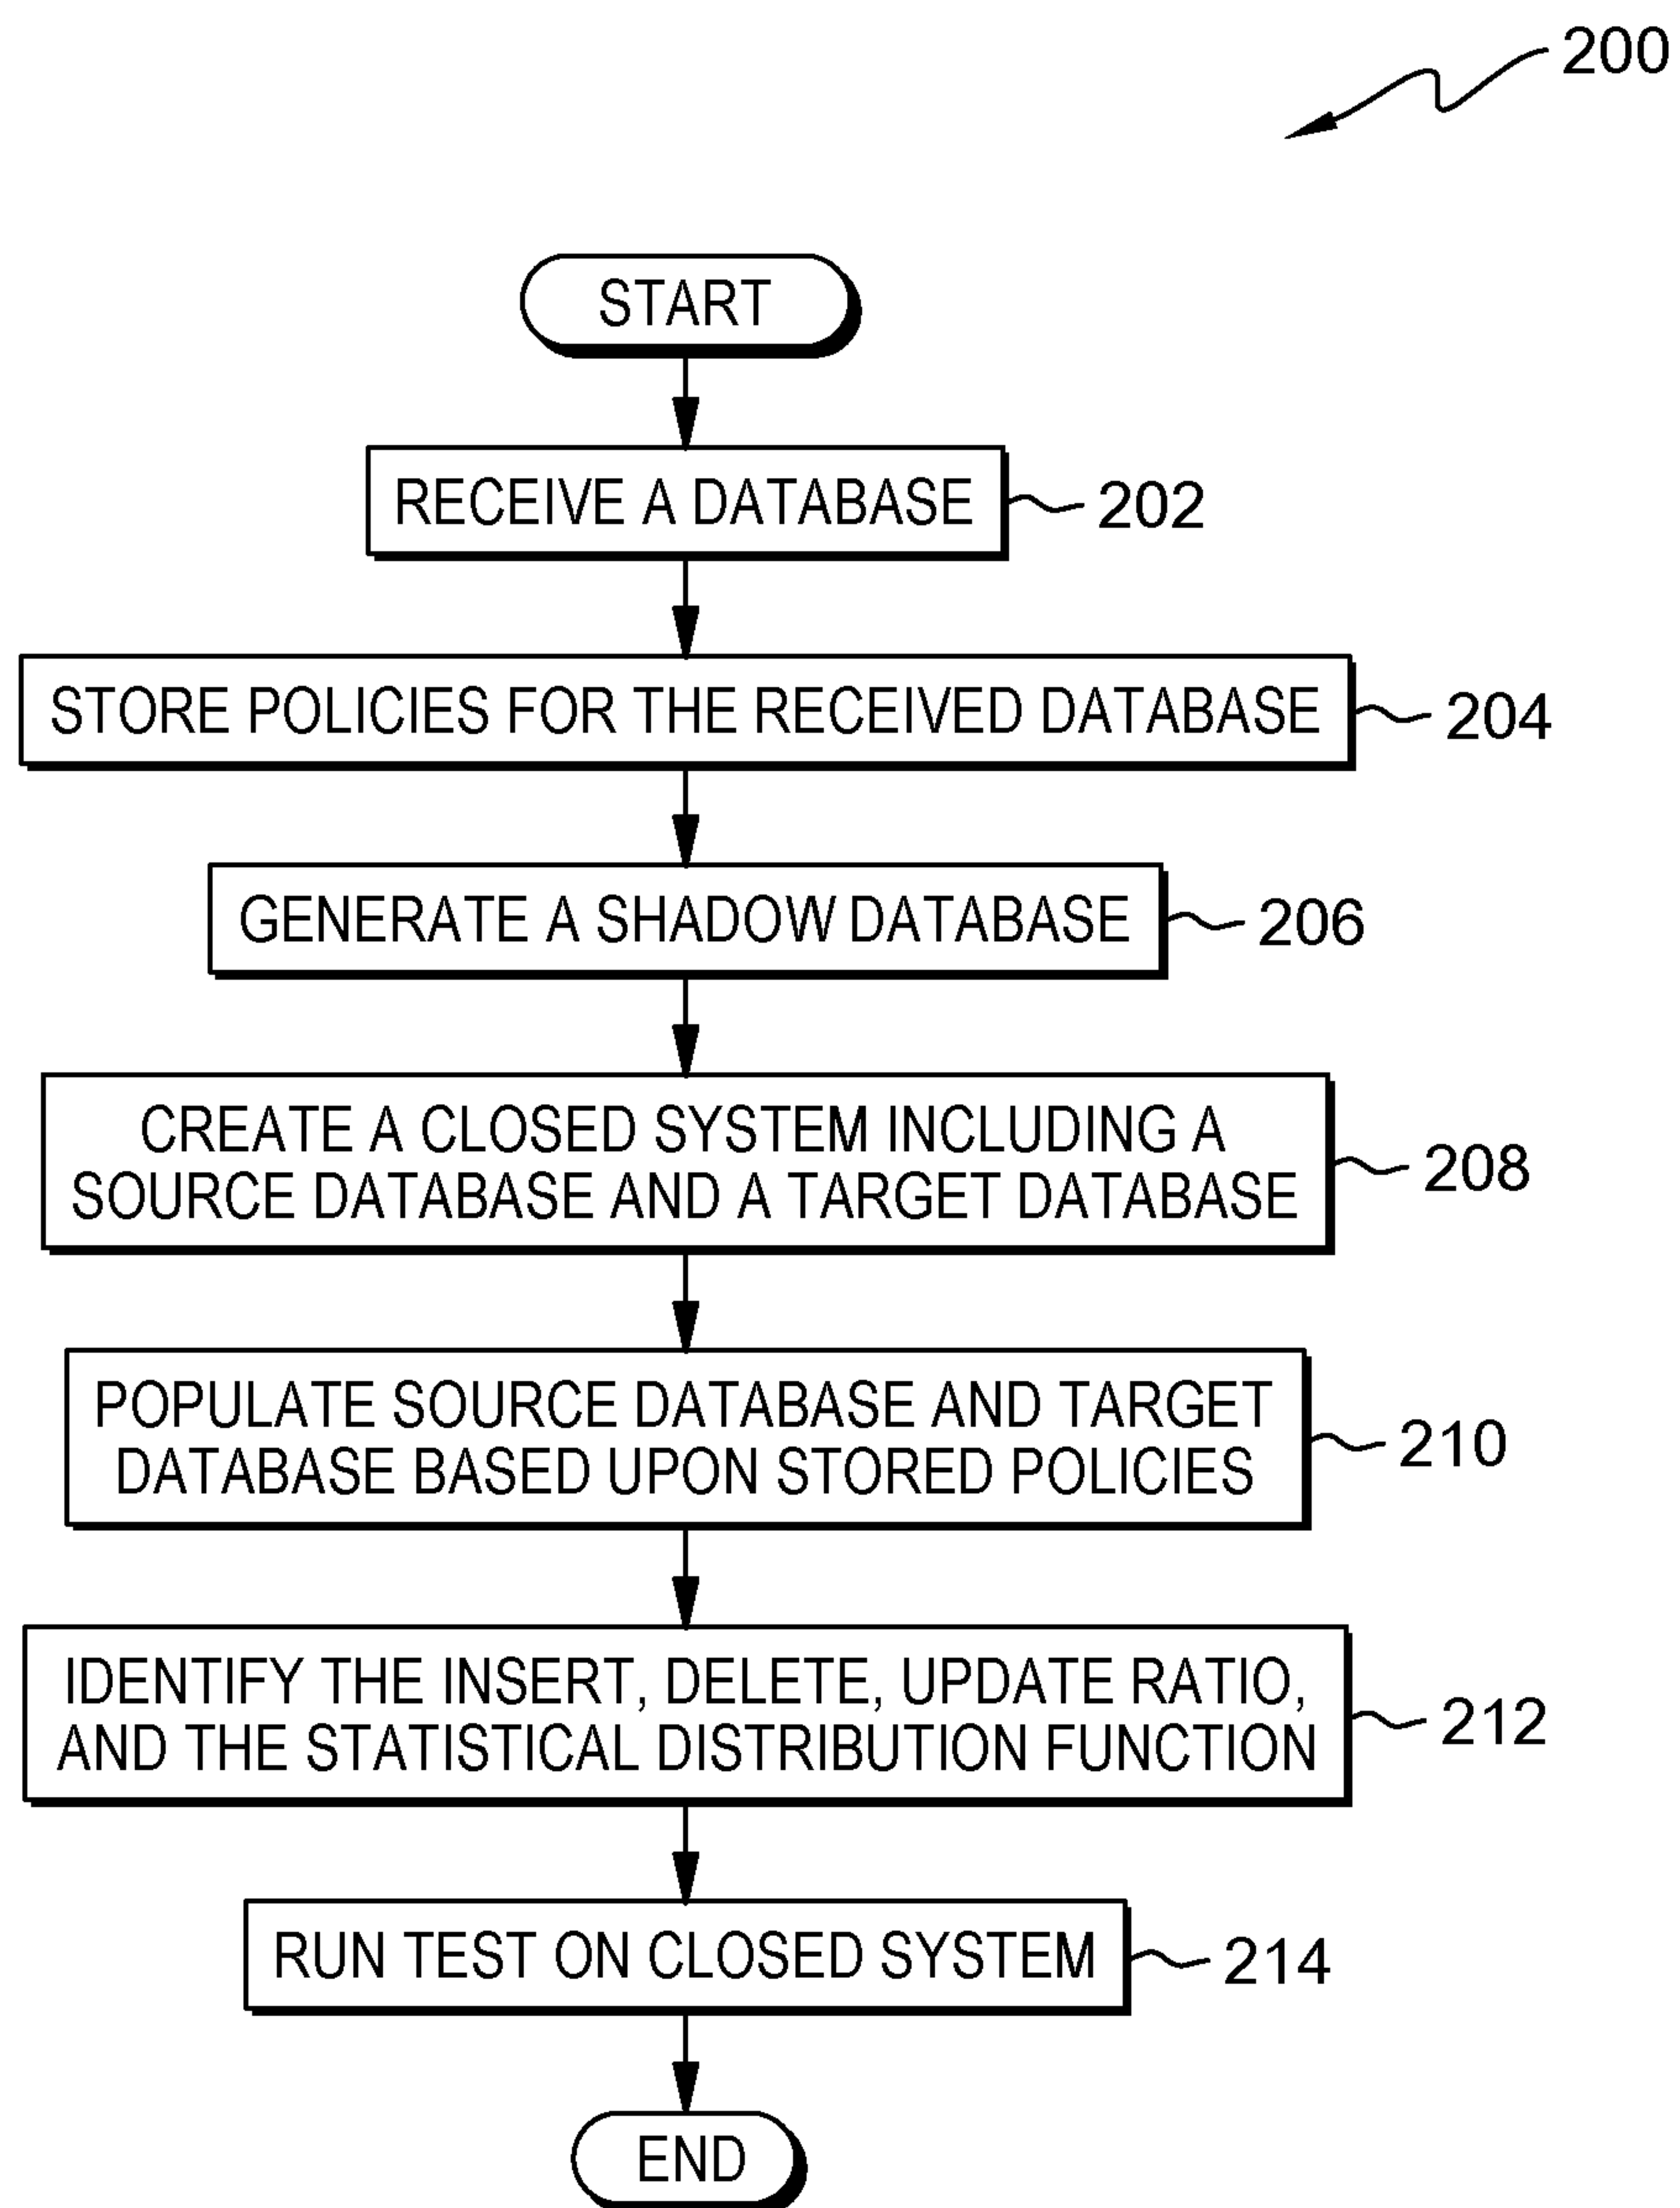 200
START
RECEIVE A DATABASE
202
STORE POLICIES FOR THE RECEIVED DATABASE
204
GENERATE A SHADOW DATABASE
206
CREATE A CLOSED SYSTEM INCLUDING A
SOURCE DATABASE AND A TARGET DATABASE
208
POPULATE SOURCE DATABASE AND TARGET
DATABASE BASED UPON STORED POLICIES
210
IDENTIFY THE INSERT, DELETE, UPDATE RATIO,
AND THE STATISTICAL DISTRIBUTION FUNCTION
212
RUN TEST ON CLOSED SYSTEM
214
END